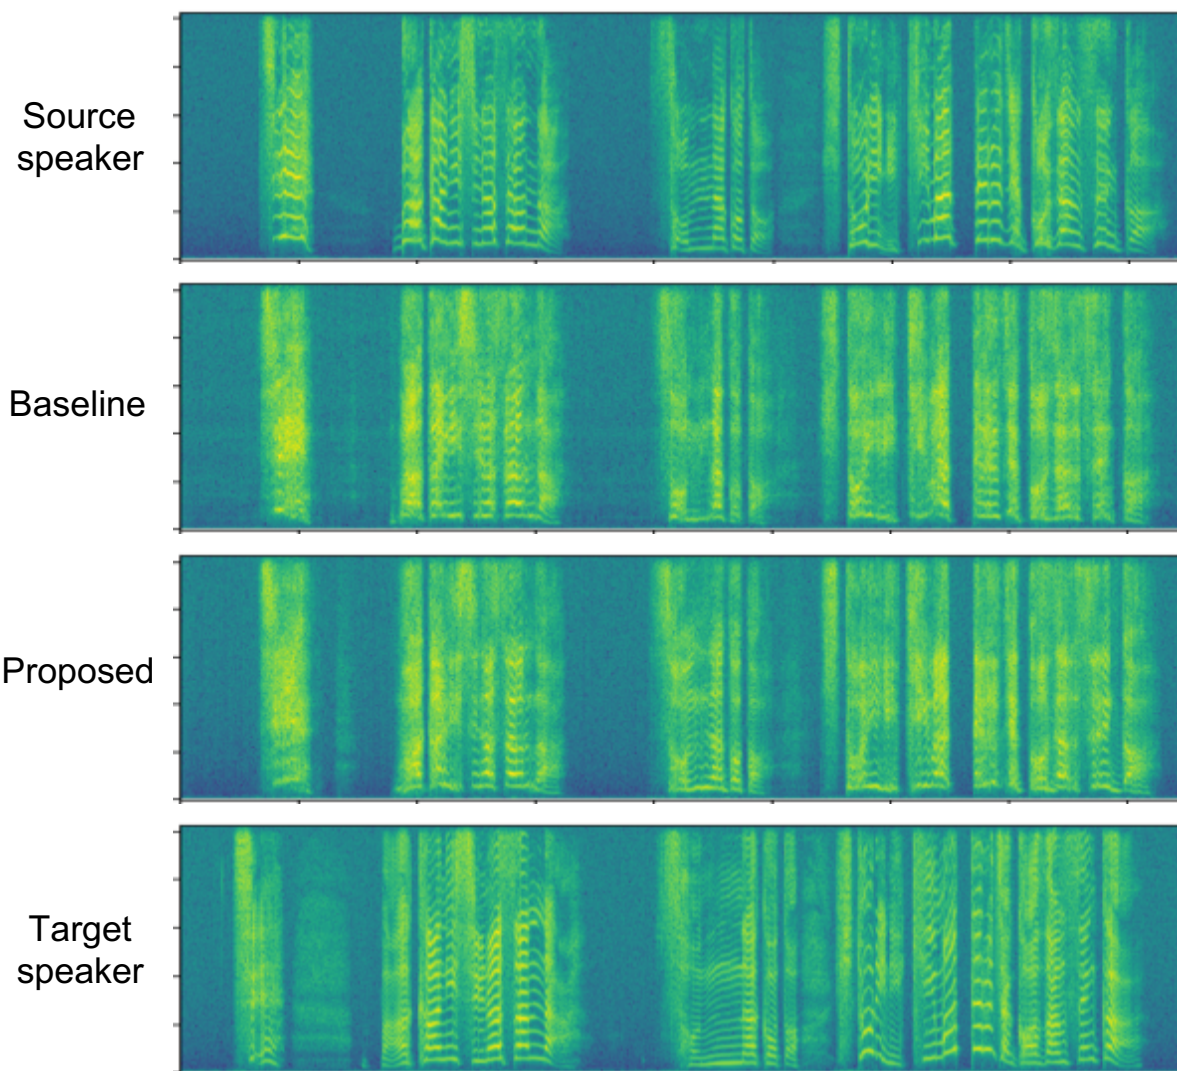 Source
speaker
Baseline
Proposed
Target
speaker